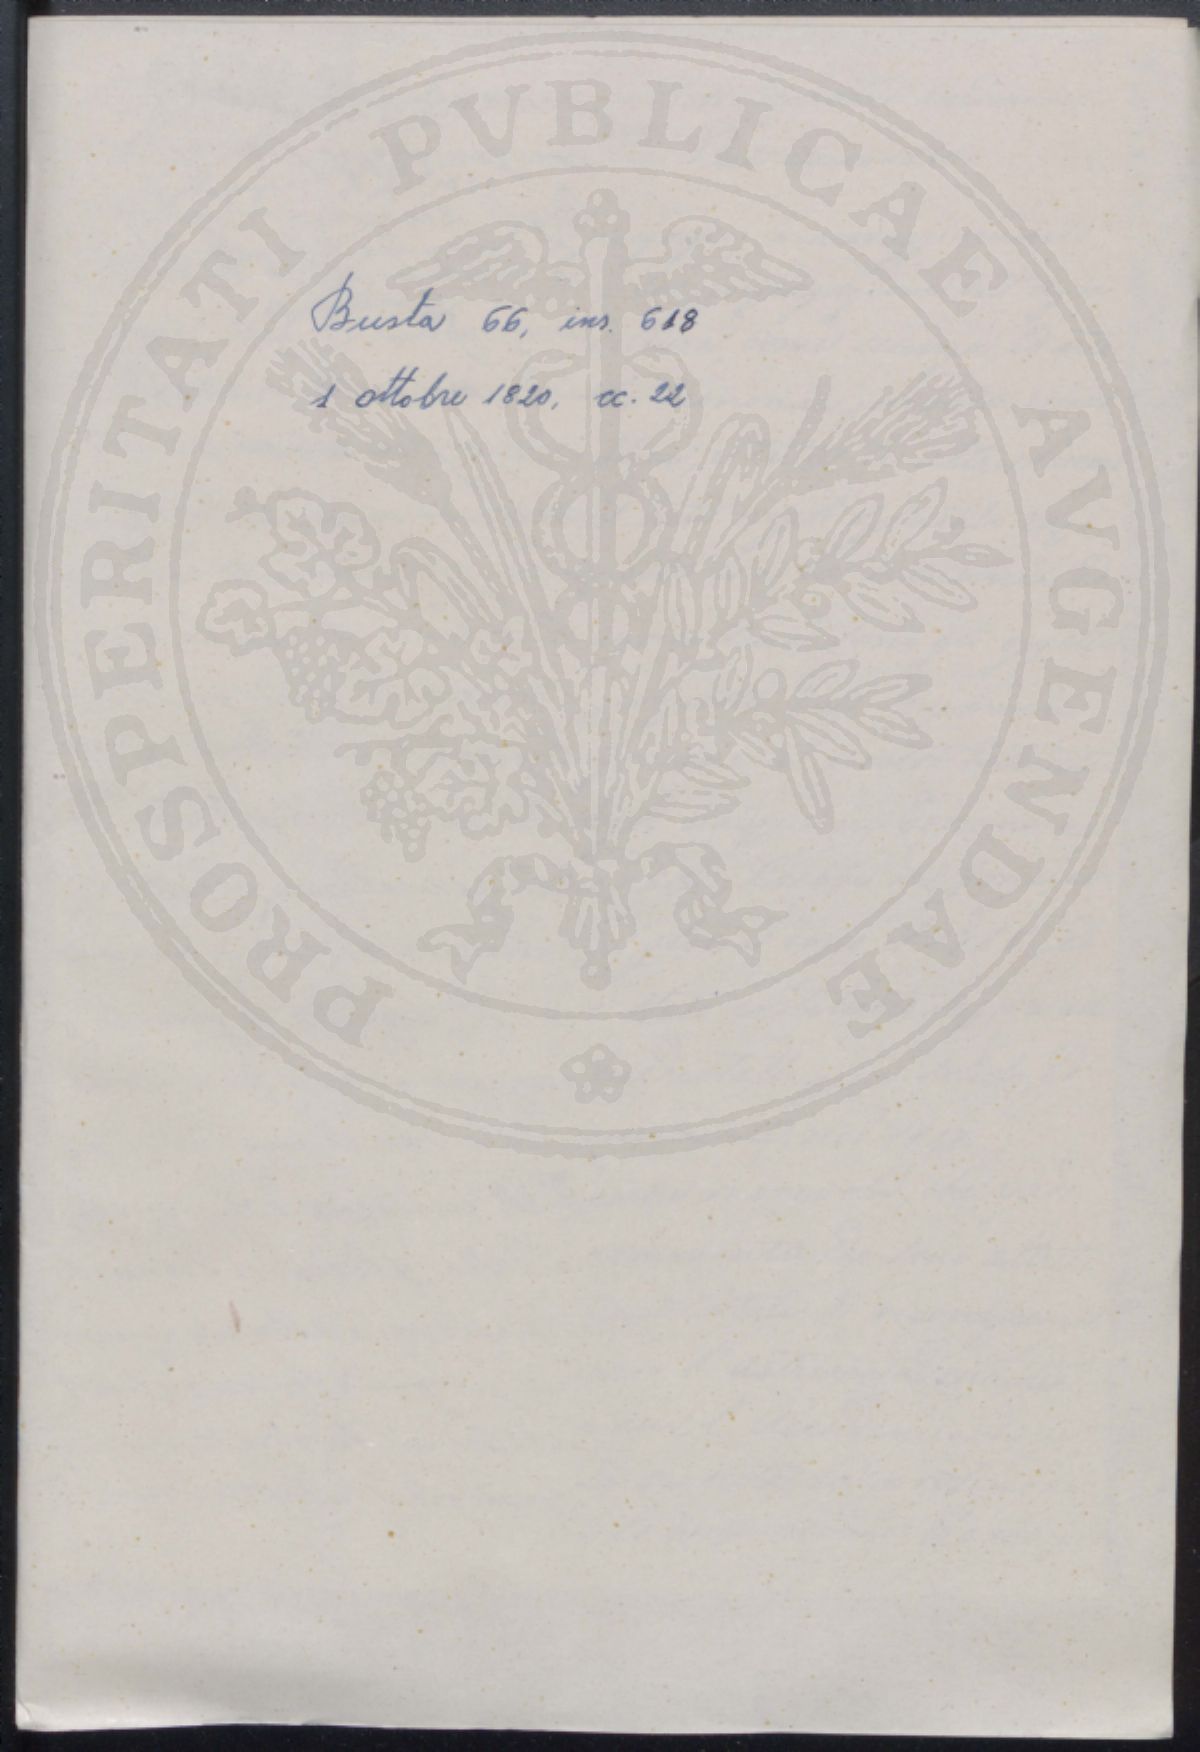 PROSPERITATI PVBLICAE AVGENDAE
Busta 66, ins. 618
1 ottobre 1820, cc. 22